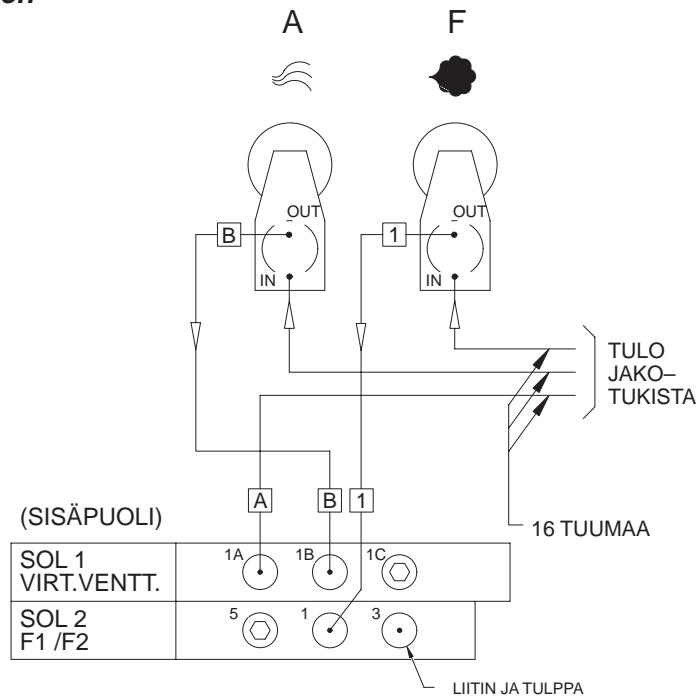 A F
OUT OUT
B 1
IN IN
TULO
JAKO–
TUKISTA
A B 1
16 TUUMAA
(SISÄPUOLI)
SOL 1
VIRT.VENTT.
1A 1B 1C
SOL 2
F1 /F2
5 1 3
LIITIN JA TULPPA